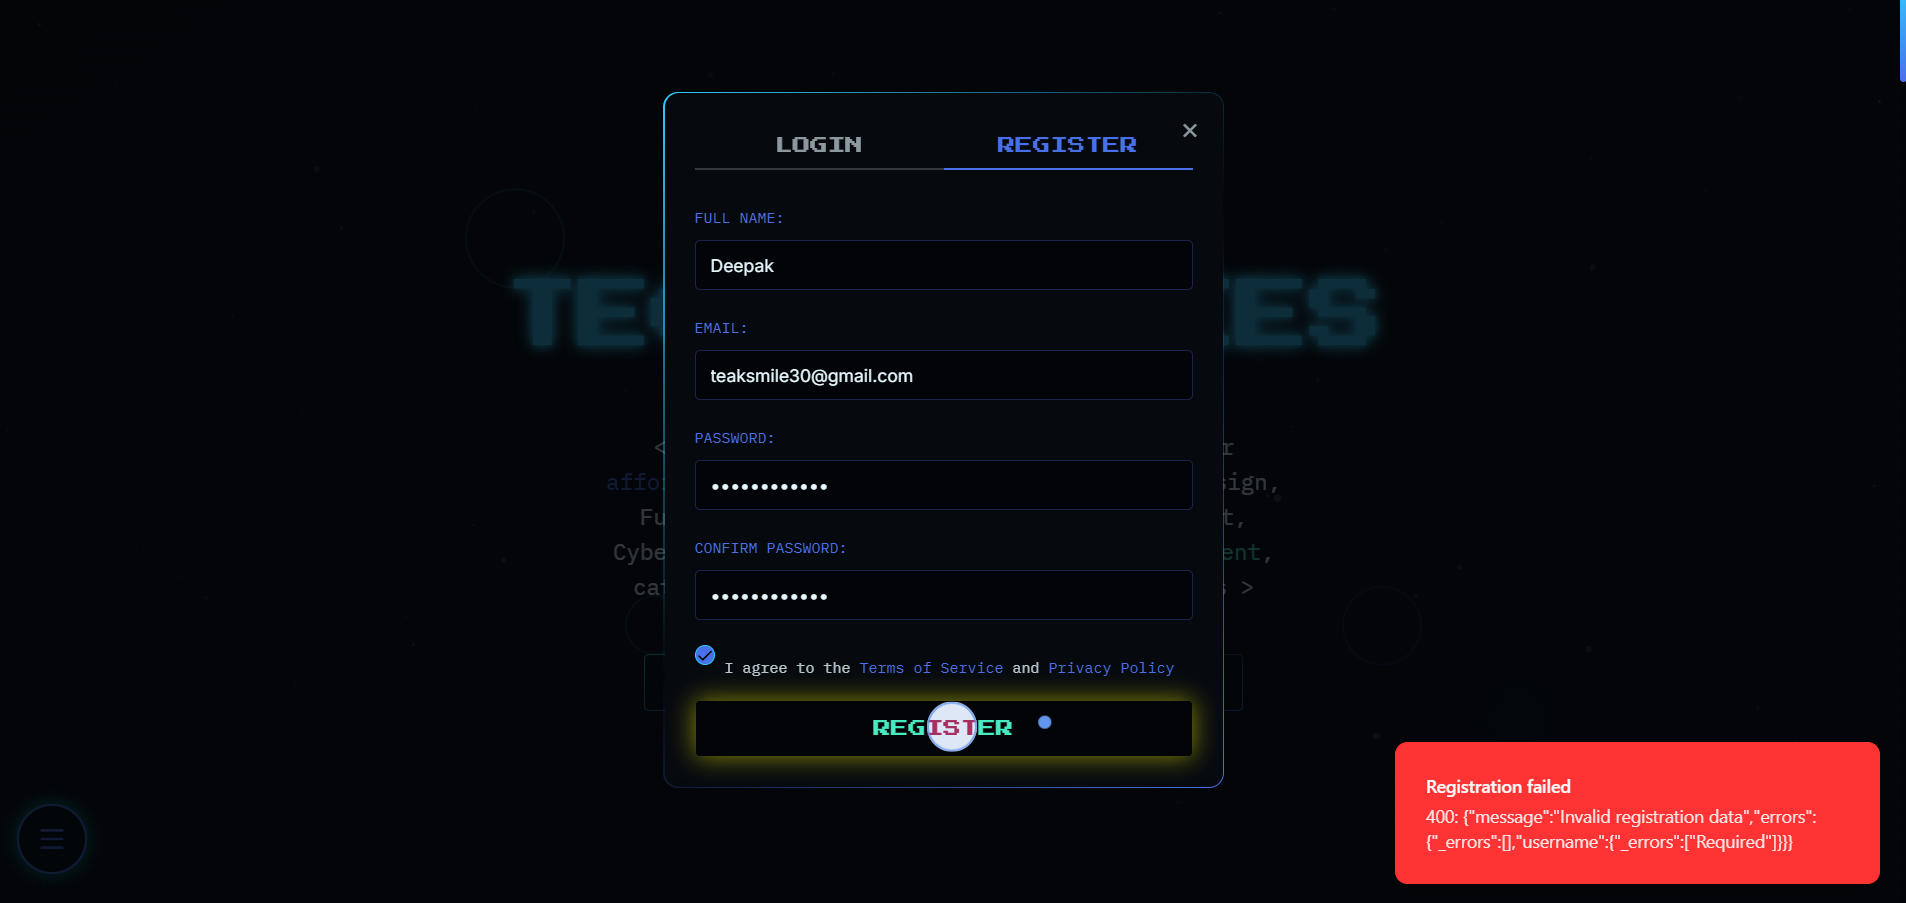 LOGIN REGISTER ×
FULL NAME:
Deepak
EMAIL:
teaksmile30@gmail.com
PASSWORD:
••••••••••••
CONFIRM PASSWORD:
••••••••••••
I agree to the Terms of Service and Privacy Policy
REGISTER
Registration failed
400: {"message":"Invalid registration data","errors":
{"_errors":[],"username":{"_errors":["Required"]}}}